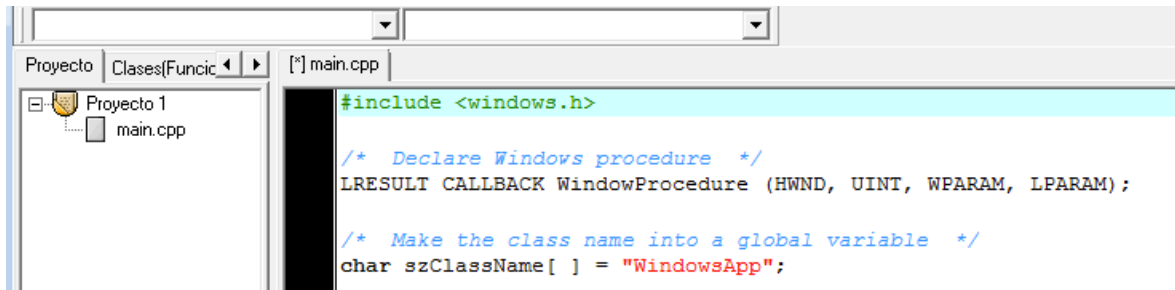 Proyecto Clases(Funcic
[*] main.cpp
Proyecto 1
main.cpp
#include <windows.h>
/*  Declare Windows procedure  */
LRESULT CALLBACK WindowProcedure (HWND, UINT, WPARAM, LPARAM);
/*  Make the class name into a global variable  */
char szClassName[ ] = "WindowsApp";